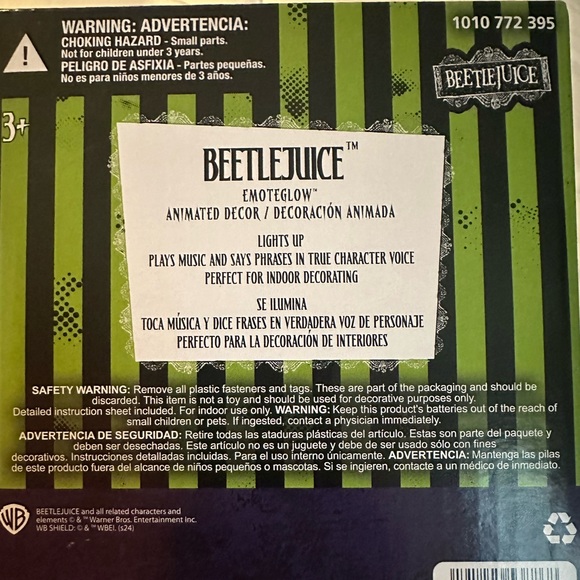 WARNING: ADVERTENCIA:
CHOKING HAZARD - Small parts.
Not for children under 3 years.
PELIGRO DE ASFIXIA - Partes pequeñas.
No es para niños menores de 3 años.
1010 772 395
BEETLEJUICE
3+
BEETLEJUICE™
EMOTEGLOW™
ANIMATED DECOR / DECORACIÓN ANIMADA
LIGHTS UP
PLAYS MUSIC AND SAYS PHRASES IN TRUE CHARACTER VOICE
PERFECT FOR INDOOR DECORATING
SE ILUMINA
TOCA MÚSICA Y DICE FRASES EN VERDADERA VOZ DE PERSONAJE
PERFECTO PARA LA DECORACIÓN DE INTERIORES
SAFETY WARNING: Remove all plastic fasteners and tags. These are part of the packaging and should be
discarded. This item is not a toy and should be used for decorative purposes only.
Detailed instruction sheet included. For indoor use only. WARNING: Keep this product's batteries out of the reach of
small children or pets. If ingested, contact a physician immediately.
ADVERTENCIA DE SEGURIDAD: Retire todas las ataduras plásticas del artículo. Estas son parte del paquete y
deben ser desechadas. Este artículo no es un juguete y debe ser usado sólo con fines
decorativos. Instrucciones detalladas incluidas. Para el uso interno únicamente. ADVERTENCIA: Mantenga las pilas
de este producto fuera del alcance de niños pequeños o mascotas. Si se ingieren, contacte a un médico de inmediato.
WB
BEETLEJUICE and all related characters and
elements © & ™ Warner Bros. Entertainment Inc.
WB SHIELD: © & ™ WBEI. (s24)